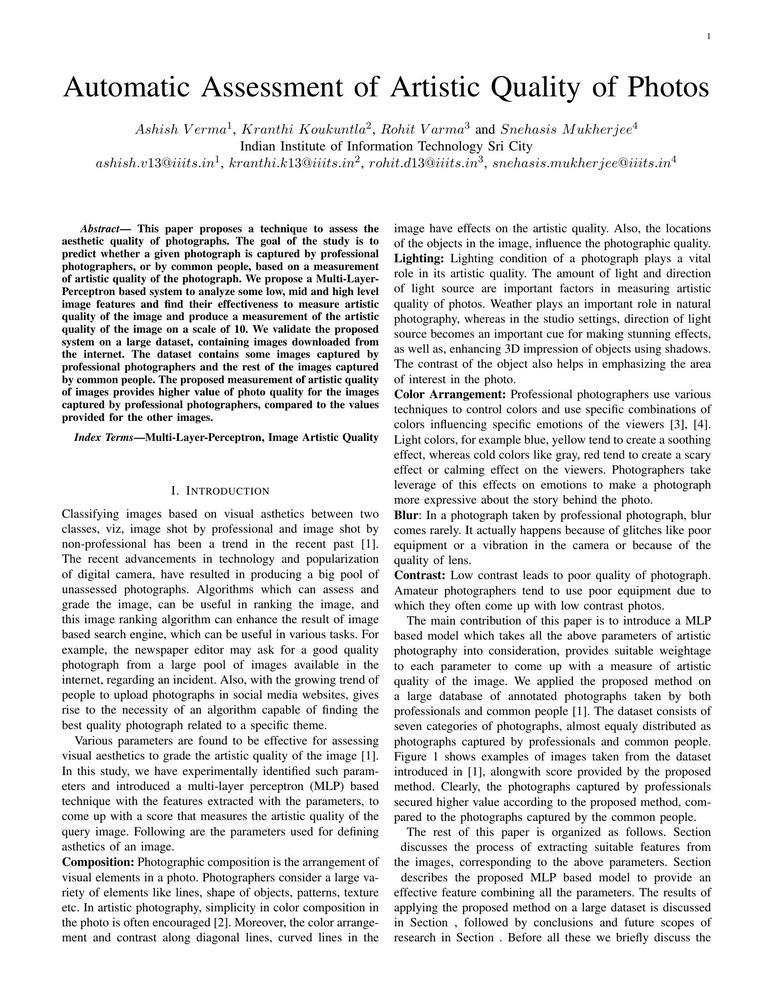 1
Automatic Assessment of Artistic Quality of Photos
Ashish Verma1, Kranthi Koukuntla2, Rohit Varma3 and Snehasis Mukherjee4
Indian Institute of Information Technology Sri City
ashish.v13@iiits.in1, kranthi.k13@iiits.in2, rohit.d13@iiits.in3, snehasis.mukherjee@iiits.in4
Abstract— This paper proposes a technique to assess the
aesthetic quality of photographs. The goal of the study is to
predict whether a given photograph is captured by professional
photographers, or by common people, based on a measurement
of artistic quality of the photograph. We propose a Multi-Layer-
Perceptron based system to analyze some low, mid and high level
image features and find their effectiveness to measure artistic
quality of the image and produce a measurement of the artistic
quality of the image on a scale of 10. We validate the proposed
system on a large dataset, containing images downloaded from
the internet. The dataset contains some images captured by
professional photographers and the rest of the images captured
by common people. The proposed measurement of artistic quality
of images provides higher value of photo quality for the images
captured by professional photographers, compared to the values
provided for the other images.
Index Terms—Multi-Layer-Perceptron, Image Artistic Quality
I. INTRODUCTION
Classifying images based on visual asthetics between two
classes, viz, image shot by professional and image shot by
non-professional has been a trend in the recent past [1].
The recent advancements in technology and popularization
of digital camera, have resulted in producing a big pool of
unassessed photographs. Algorithms which can assess and
grade the image, can be useful in ranking the image, and
this image ranking algorithm can enhance the result of image
based search engine, which can be useful in various tasks. For
example, the newspaper editor may ask for a good quality
photograph from a large pool of images available in the
internet, regarding an incident. Also, with the growing trend of
people to upload photographs in social media websites, gives
rise to the necessity of an algorithm capable of finding the
best quality photograph related to a specific theme.
Various parameters are found to be effective for assessing
visual aesthetics to grade the artistic quality of the image [1].
In this study, we have experimentally identified such param-
eters and introduced a multi-layer perceptron (MLP) based
technique with the features extracted with the parameters, to
come up with a score that measures the artistic quality of the
query image. Following are the parameters used for defining
asthetics of an image.
Composition: Photographic composition is the arrangement of
visual elements in a photo. Photographers consider a large va-
riety of elements like lines, shape of objects, patterns, texture
etc. In artistic photography, simplicity in color composition in
the photo is often encouraged [2]. Moreover, the color arrange-
ment and contrast along diagonal lines, curved lines in the
image have effects on the artistic quality. Also, the locations
of the objects in the image, influence the photographic quality.
Lighting: Lighting condition of a photograph plays a vital
role in its artistic quality. The amount of light and direction
of light source are important factors in measuring artistic
quality of photos. Weather plays an important role in natural
photography, whereas in the studio settings, direction of light
source becomes an important cue for making stunning effects,
as well as, enhancing 3D impression of objects using shadows.
The contrast of the object also helps in emphasizing the area
of interest in the photo.
Color Arrangement: Professional photographers use various
techniques to control colors and use specific combinations of
colors influencing specific emotions of the viewers [3], [4].
Light colors, for example blue, yellow tend to create a soothing
effect, whereas cold colors like gray, red tend to create a scary
effect or calming effect on the viewers. Photographers take
leverage of this effects on emotions to make a photograph
more expressive about the story behind the photo.
Blur: In a photograph taken by professional photograph, blur
comes rarely. It actually happens because of glitches like poor
equipment or a vibration in the camera or because of the
quality of lens.
Contrast: Low contrast leads to poor quality of photograph.
Amateur photographers tend to use poor equipment due to
which they often come up with low contrast photos.
The main contribution of this paper is to introduce a MLP
based model which takes all the above parameters of artistic
photography into consideration, provides suitable weightage
to each parameter to come up with a measure of artistic
quality of the image. We applied the proposed method on
a large database of annotated photographs taken by both
professionals and common people [1]. The dataset consists of
seven categories of photographs, almost equaly distributed as
photographs captured by professionals and common people.
Figure 1 shows examples of images taken from the dataset
introduced in [1], alongwith score provided by the proposed
method. Clearly, the photographs captured by professionals
secured higher value according to the proposed method, com-
pared to the photographs captured by the common people.
The rest of this paper is organized as follows. Section
discusses the process of extracting suitable features from
the images, corresponding to the above parameters. Section
describes the proposed MLP based model to provide an
effective feature combining all the parameters. The results of
applying the proposed method on a large dataset is discussed
in Section , followed by conclusions and future scopes of
research in Section . Before all these we briefly discuss the